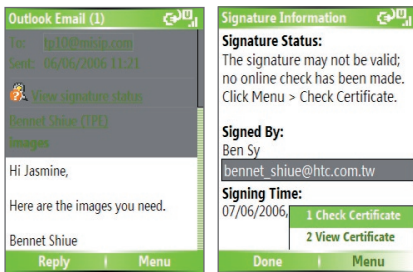 Outlook Email (1)
To: lp10@misip.com
Sent: 06/06/2006 11:21.
View signature status
Bennet Shiue (TPE)
Images
Hi Jasmine,
Here are the images you need.
Bennet Shiue
Reply
Menu
Signature Information
Signature Status:
The signature may not be valid;
no online check has been made.
Click Menu > Check Certificate.
Signed By:
Ben Sy
bennet_shiue@htc.com.tw
Signing Time:
07/06/2006,
1 Check Certificate
2 View Certificate
Done
Menu